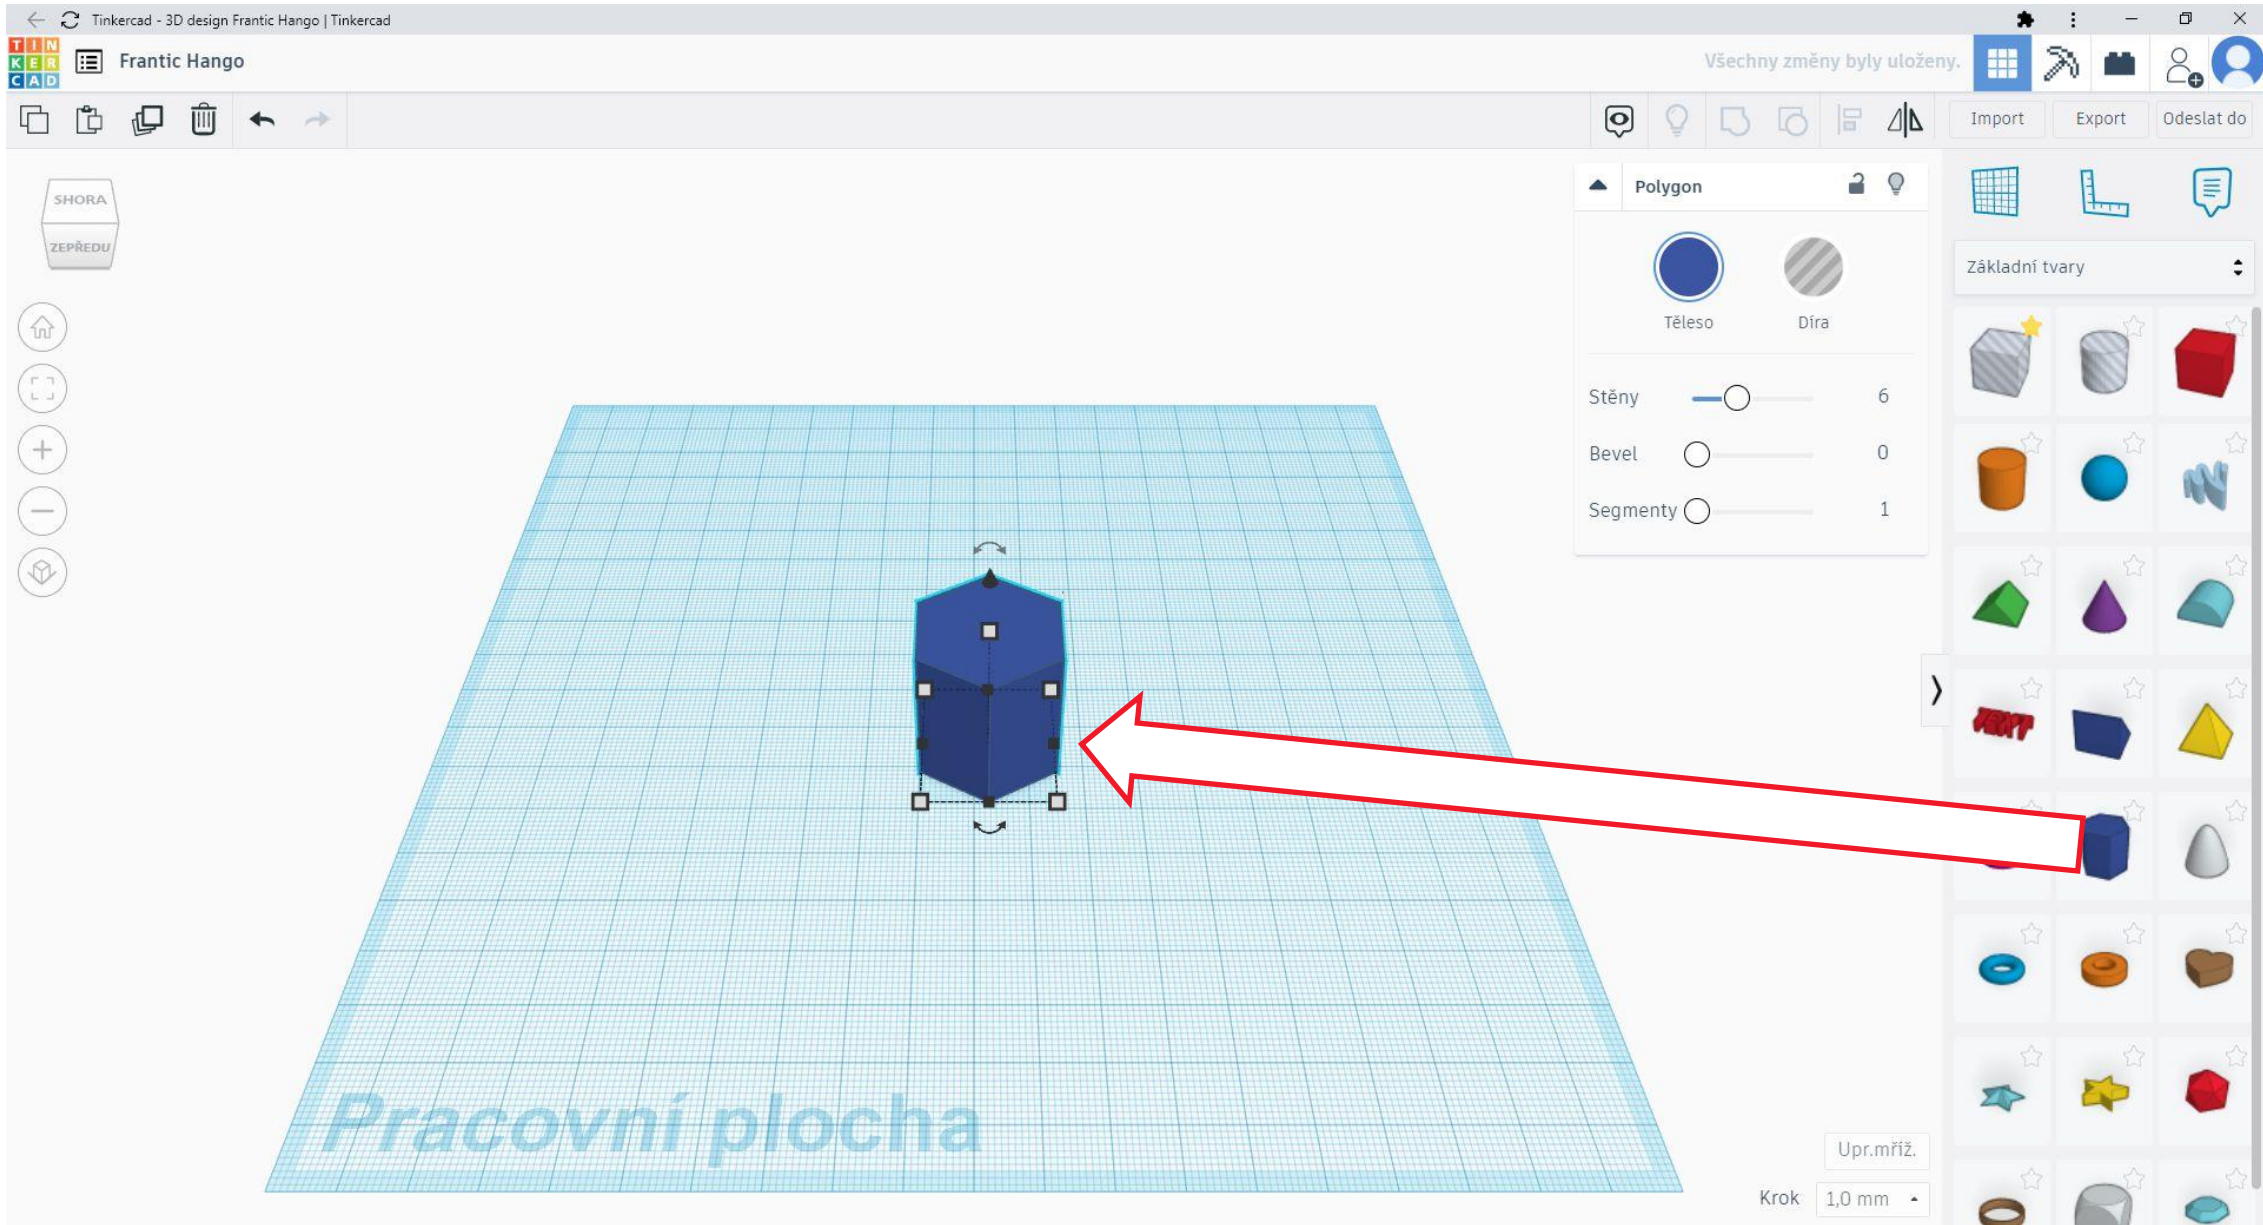 Tinkercad - 3D design Frantic Hango | Tinkercad
TIN
KER
CAD
Frantic Hango
Všechny změny byly uloženy.
Import
Export
Odeslat do
SHORA
ZEPŘEDU
Polygon
Těleso
Díra
Stěny
6
Bevel
0
Segmenty
1
Základní tvary
TEXT
Pracovní plocha
Upr.mříž.
Krok
1,0 mm